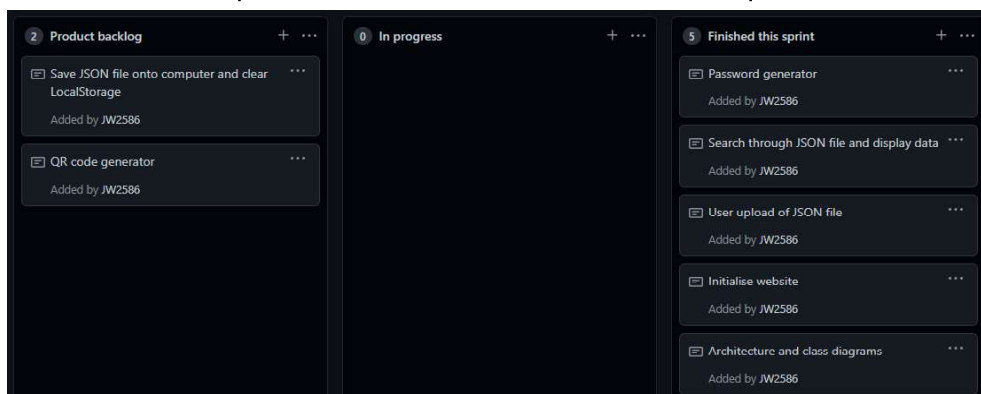 2 Product backlog
Save JSON file onto computer and clear
LocalStorage
Added by JW2586
QR code generator
Added by JW2586
0 In progress
5 Finished this sprint
Password generator
Added by JW2586
Search through JSON file and display data
Added by JW2586
User upload of JSON file
Added by JW2586
Initialise website
Added by JW2586
Architecture and class diagrams
Added by JW2586